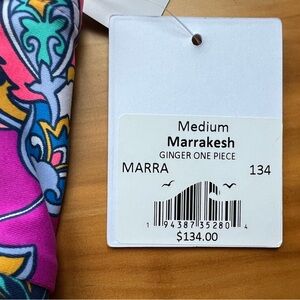 Medium
Marrakesh
GINGER ONE PIECE
MARRA 134
1 94387 35280 4
$134.00